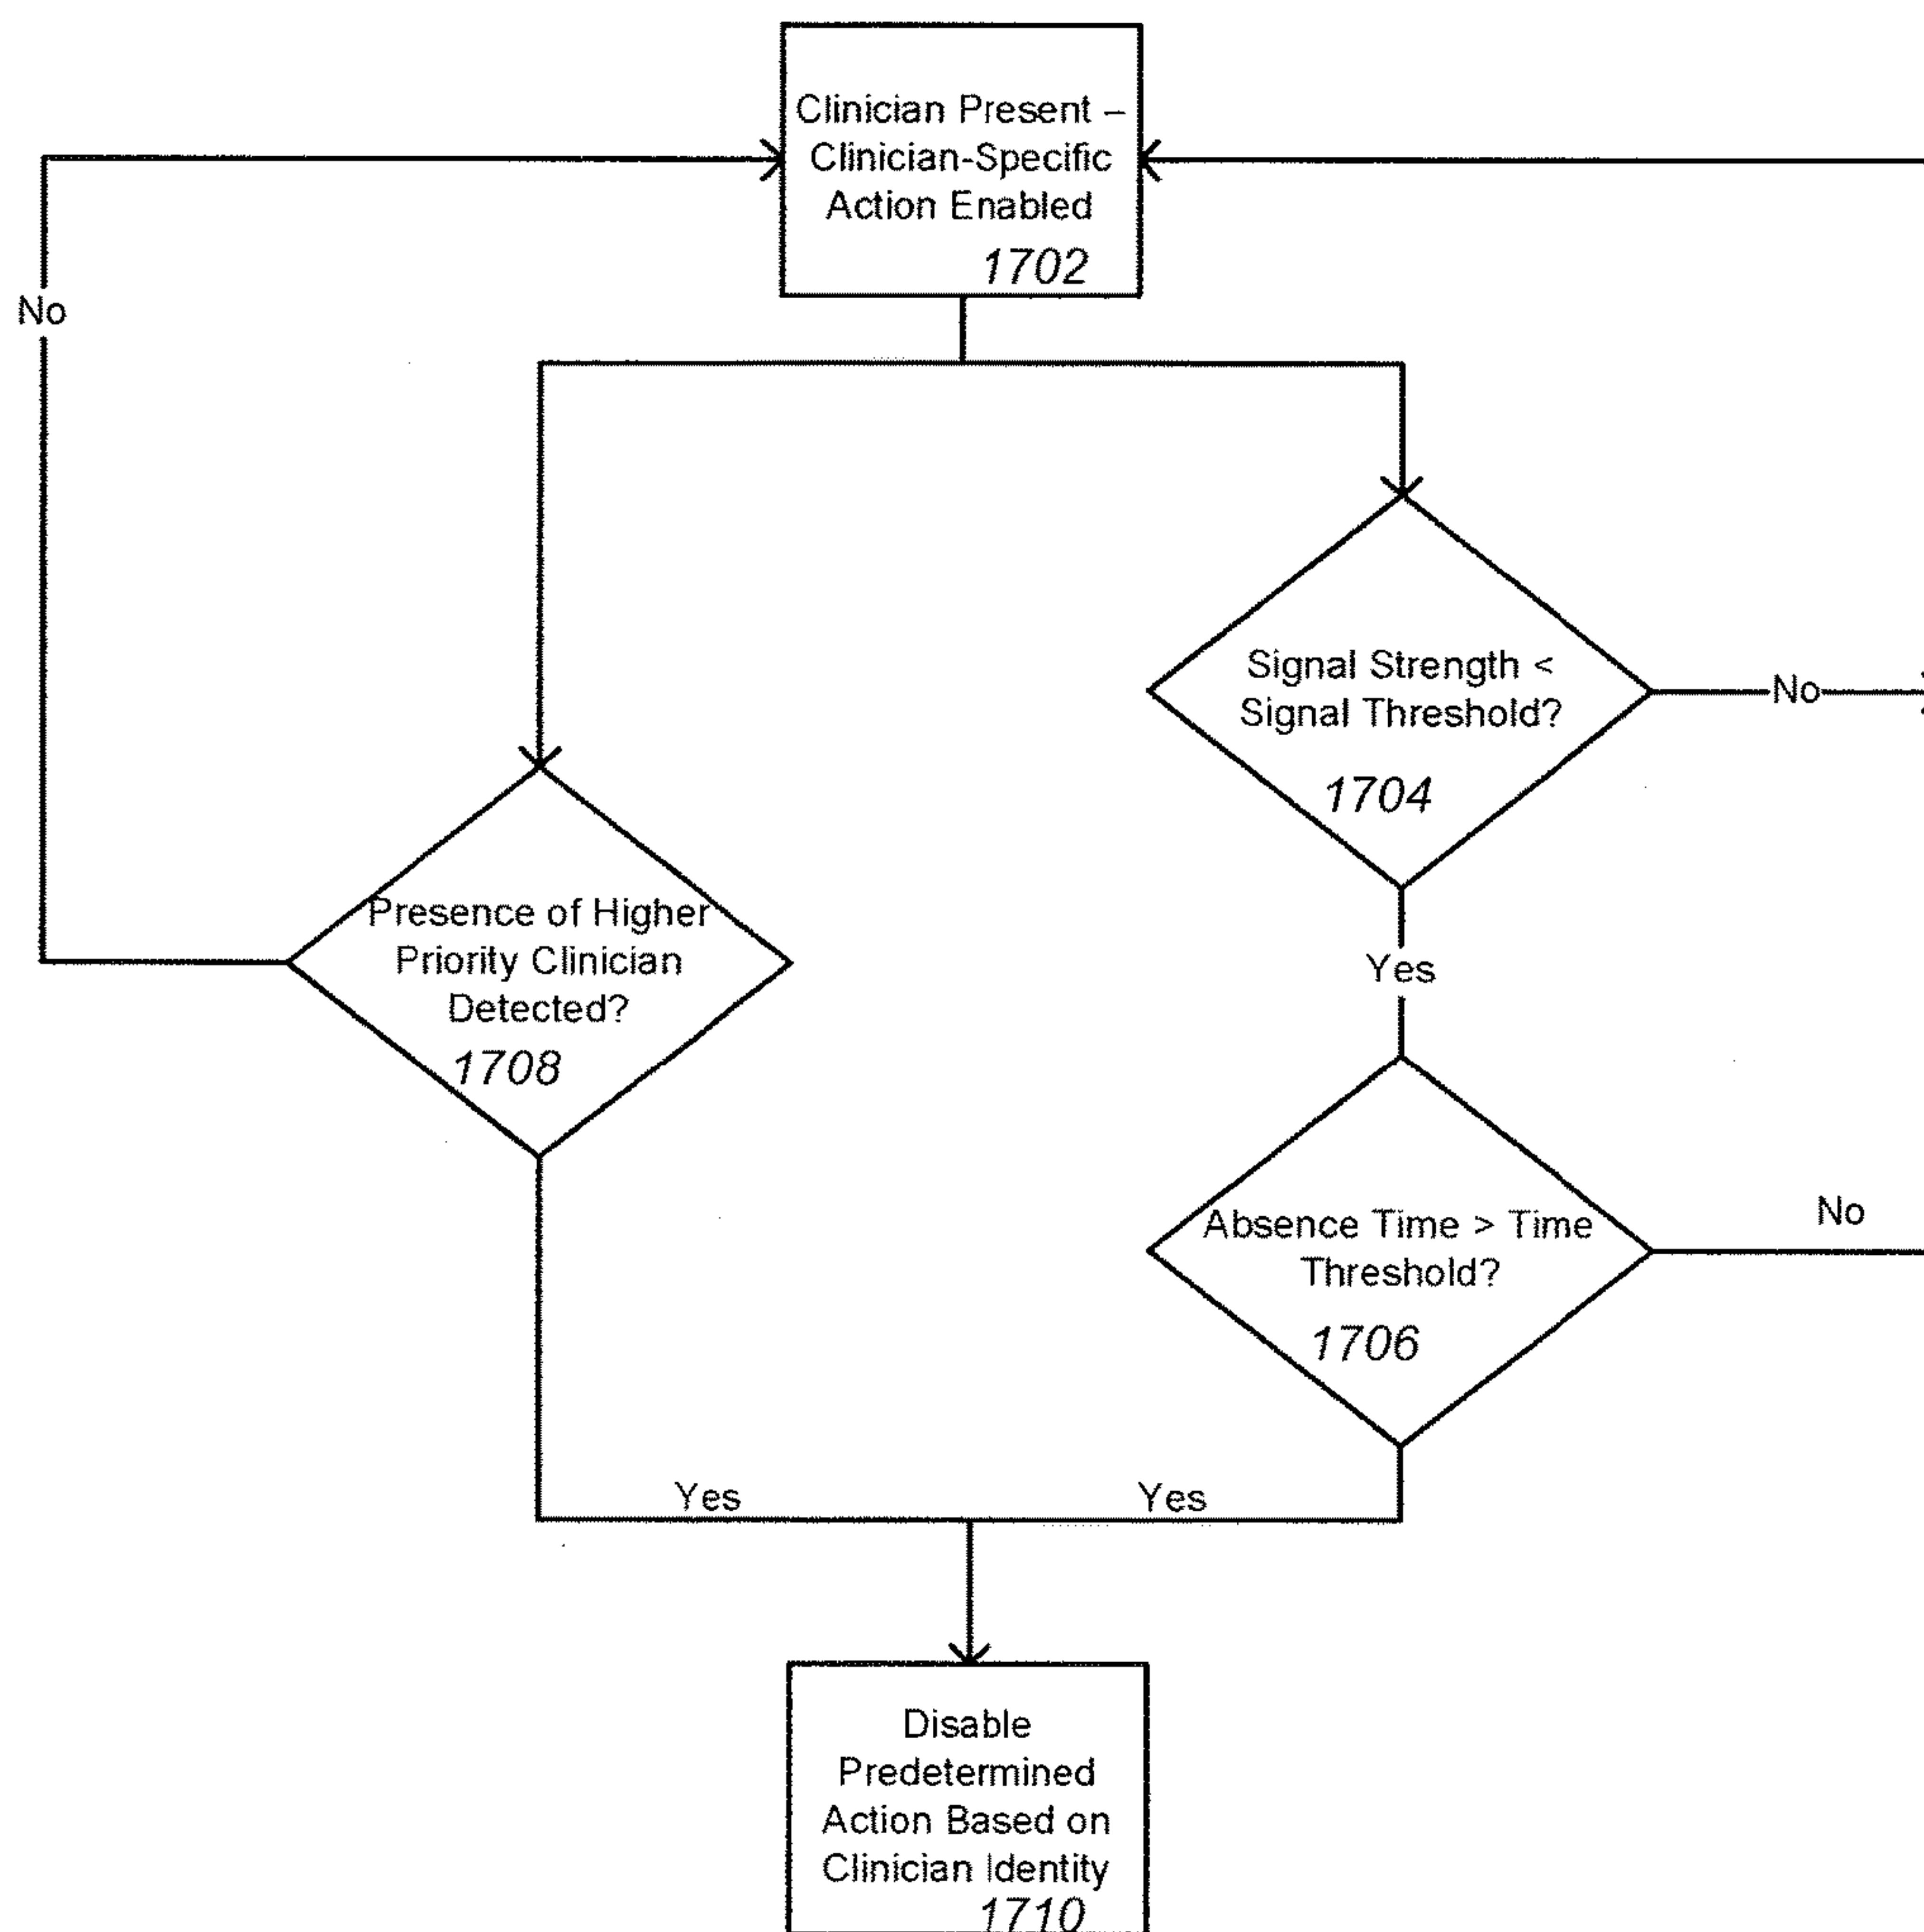 Clinician Present –
Clinician-Specific
Action Enabled
1702
No
Signal Strength <
Signal Threshold?
1704
No
Presence of Higher
Priority Clinician
Detected?
1708
Yes
Absence Time > Time
Threshold?
1706
No
Yes
Yes
Disable
Predetermined
Action Based on
Clinician Identity
1710